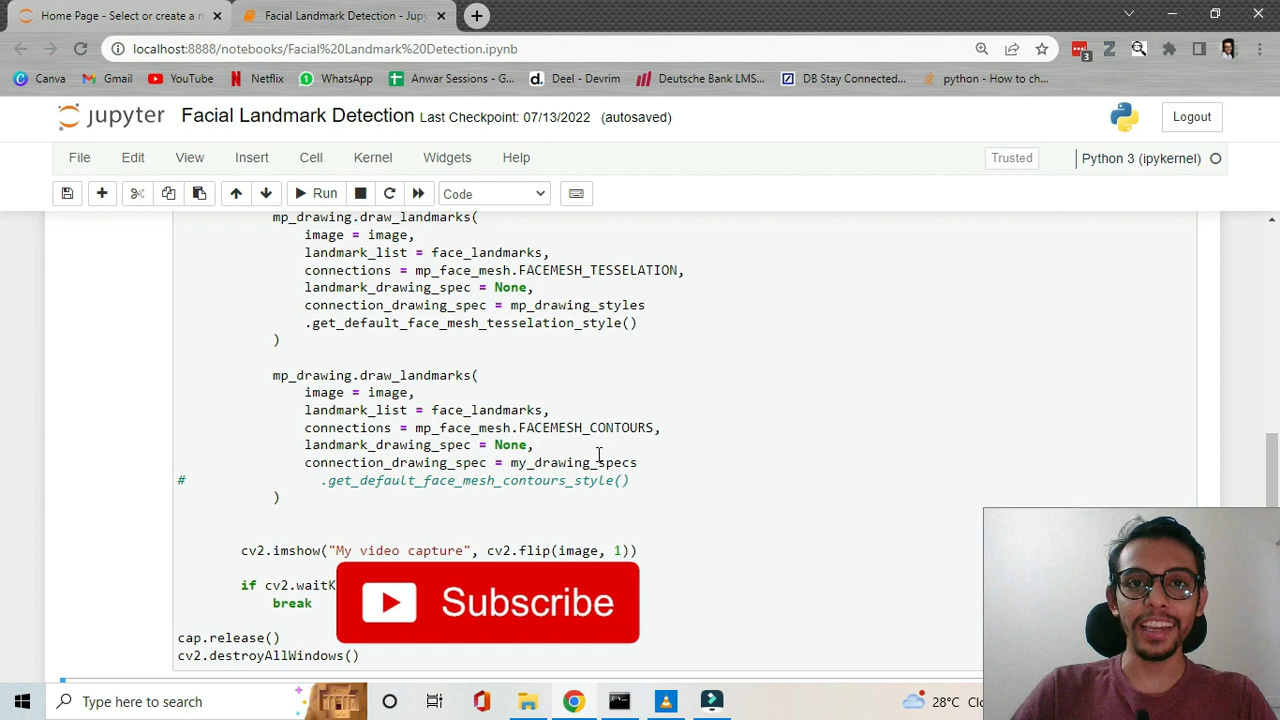 Home Page - Select or create a n
Facial Landmark Detection - Jupy
localhost:8888/notebooks/Facial%20Landmark%20Detection.ipynb
3
Canva
Gmail
YouTube
Netflix
WhatsApp
Anwar Sessions - G...
Deel - Devrim
Deutsche Bank LMS...
DB Stay Connected...
python - How to ch...
jupyter
Facial Landmark Detection Last Checkpoint: 07/13/2022 (autosaved)
Logout
File
Edit
View
Insert
Cell
Kernel
Widgets
Help
Trusted
Python 3 (ipykernel)
Run
Code
mp_drawing.draw_landmarks(
image = image,
landmark_list = face_landmarks,
connections = mp_face_mesh.FACEMESH_TESSELATION,
landmark_drawing_spec = None,
connection_drawing_spec = mp_drawing_styles
.get_default_face_mesh_tesselation_style()
)
mp_drawing.draw_landmarks(
image = image,
landmark_list = face_landmarks,
connections = mp_face_mesh.FACEMESH_CONTOURS,
landmark_drawing_spec = None,
connection_drawing_spec = my_drawing_specs
# .get_default_face_mesh_contours_style()
)
cv2.imshow("My video capture", cv2.flip(image, 1))
if cv2.waitK
break
Subscribe
cap.release()
cv2.destroyAllWindows()
Type here to search
28°C Clo